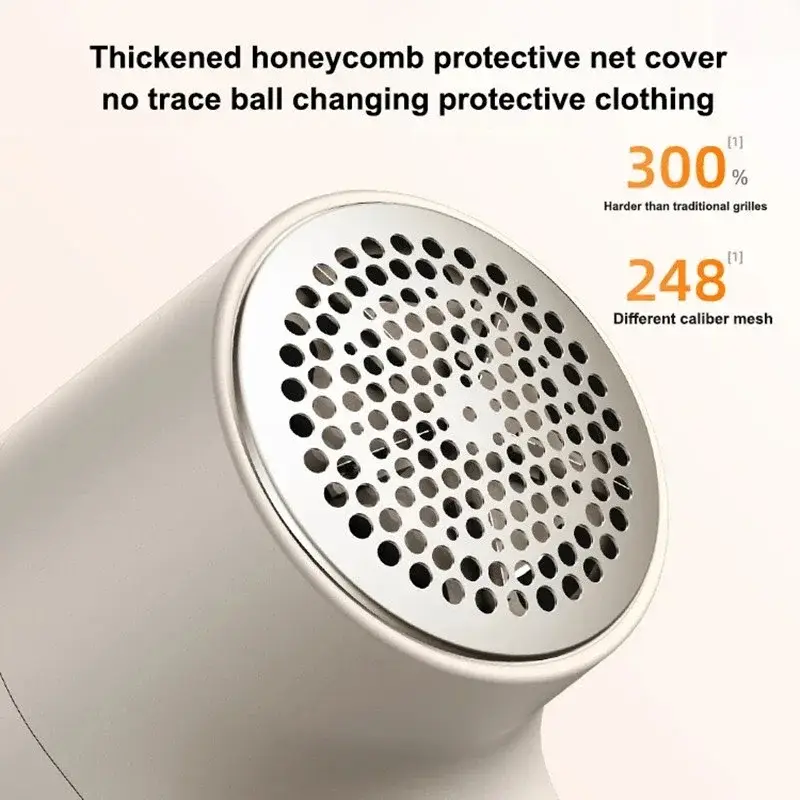 Thickened honeycomb protective net cover
no trace ball changing protective clothing
300% [1]
Harder than traditional grilles
248 [1]
Different caliber mesh